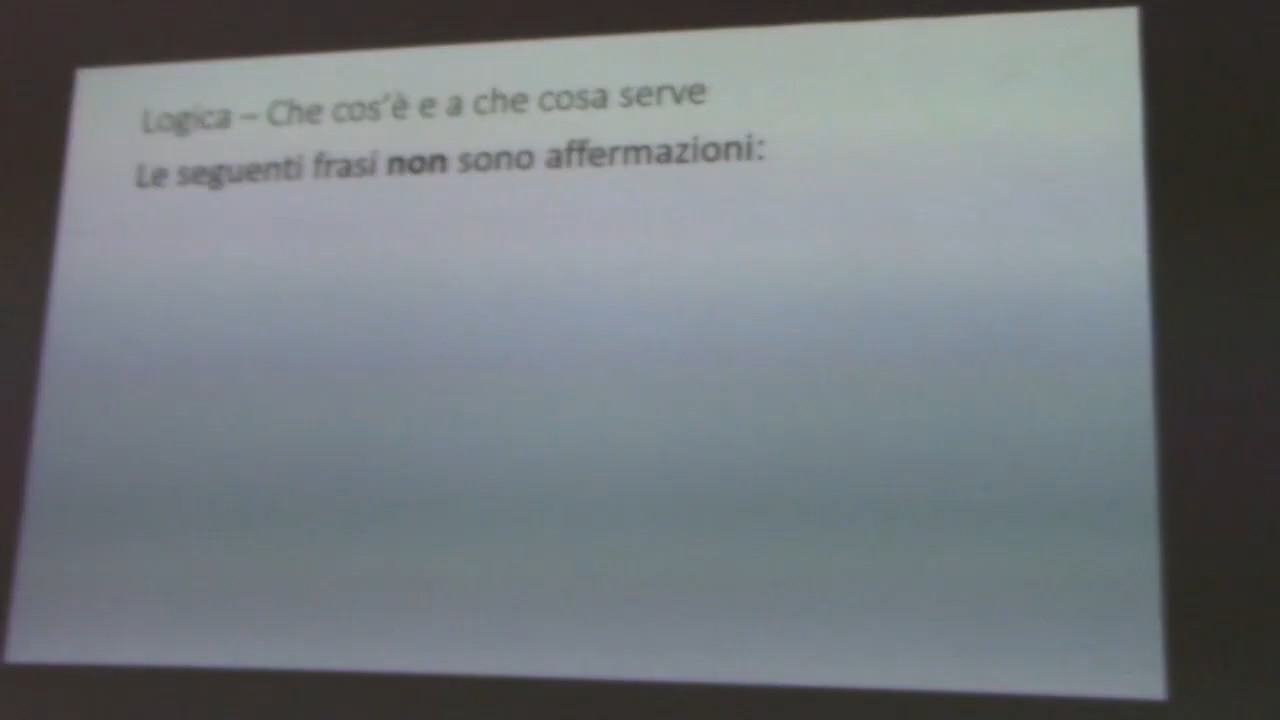 Logica – Che cos'è e a che cosa serve
Le seguenti frasi non sono affermazioni: